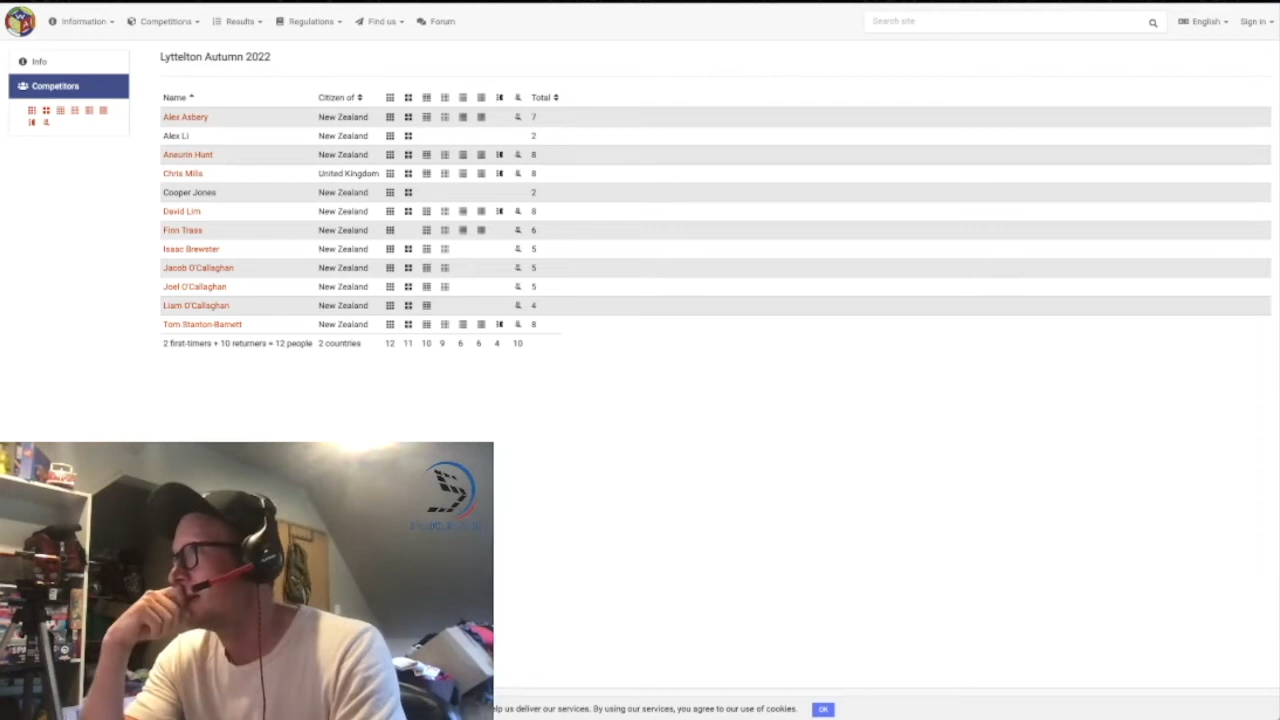 Information
Competitions
Results
Regulations
Find us
Forum
Search site
English
Sign in
Info
Competitors
Lyttelton Autumn 2022
Name Citizen of Total
Alex Asbery New Zealand 7
Alex Li New Zealand 2
Aneurin Hunt New Zealand 8
Chris Mills United Kingdom 8
Cooper Jones New Zealand 2
David Lim New Zealand 8
Finn Trass New Zealand 6
Isaac Brewster New Zealand 5
Jacob O'Callaghan New Zealand 5
Joel O'Callaghan New Zealand 5
Liam O'Callaghan New Zealand 4
Tom Stanton-Barnett New Zealand 8
2 first-timers + 10 returners = 12 people 2 countries 12 11 10 9 6 6 4 10
help us deliver our services. By using our services, you agree to our use of cookies.
OK